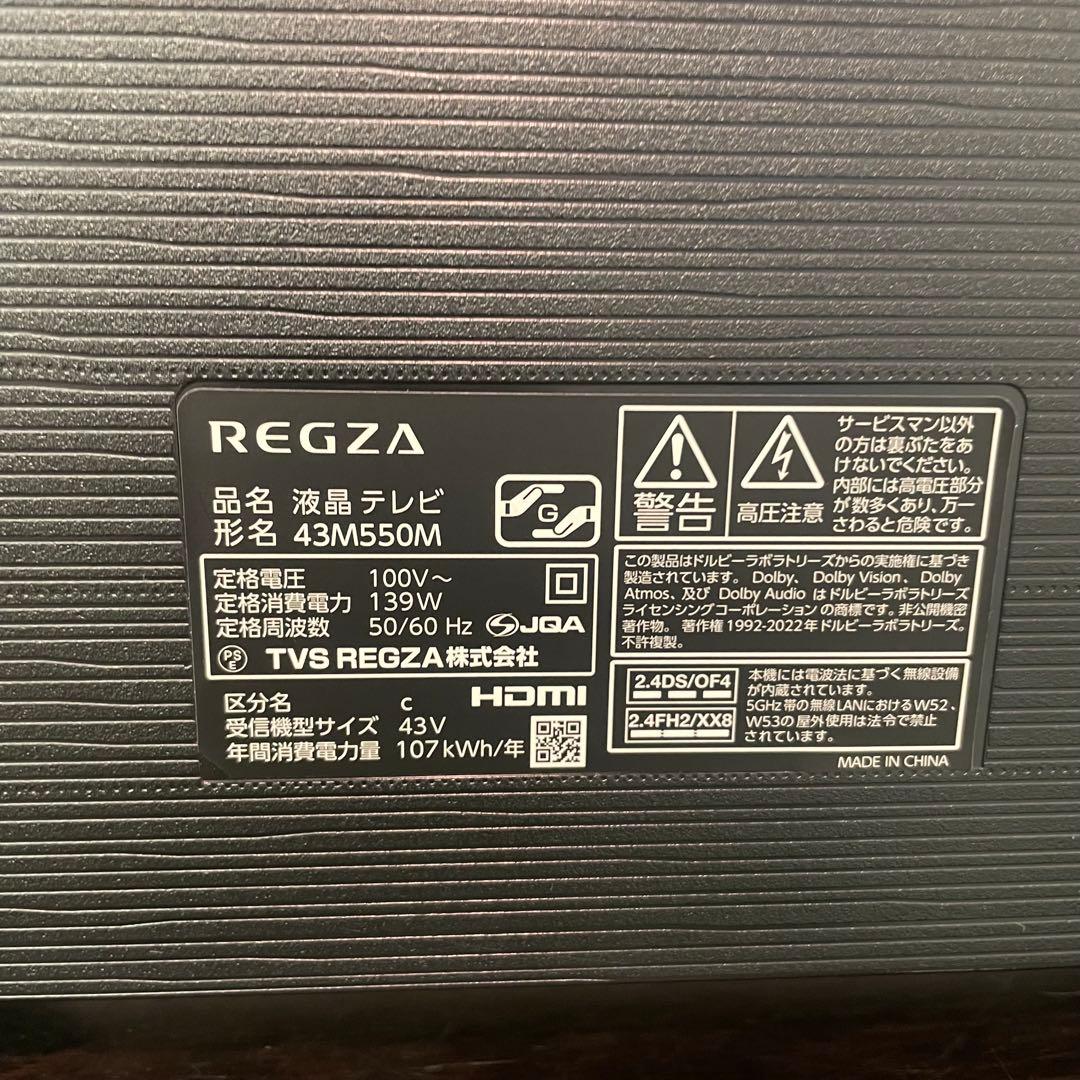 REGZA
品名 液晶テレビ
形名 43M550M
G
定格電圧 100V～
定格消費電力 139W
定格周波数 50/60 Hz
JQA
PSE
TVS REGZA株式会社
区分名 c
HDMI
受信機型サイズ 43V
年間消費電力量 107kWh/年
警告
高圧注意
サービスマン以外
の方は裏ぶたをあ
けないでください。
内部には高電圧部分
が数多くあり、万一
さわると危険です。
この製品はドルビーラボラトリーズからの実施権に基づき
製造されています。 Dolby、 Dolby Vision、 Dolby
Atmos、及び Dolby Audio はドルビーラボラトリーズ
ライセンシングコーポレーションの商標です。非公開機密
著作物。 著作権 1992-2022年ドルビーラボラトリーズ。
不許複製。
2.4DS/OF4
2.4FH2/XX8
本機には電波法に基づく無線設備
が内蔵されています。
5GHz帯の無線LANにおけるW52、
W53の屋外使用は法令で禁止
されています。
MADE IN CHINA